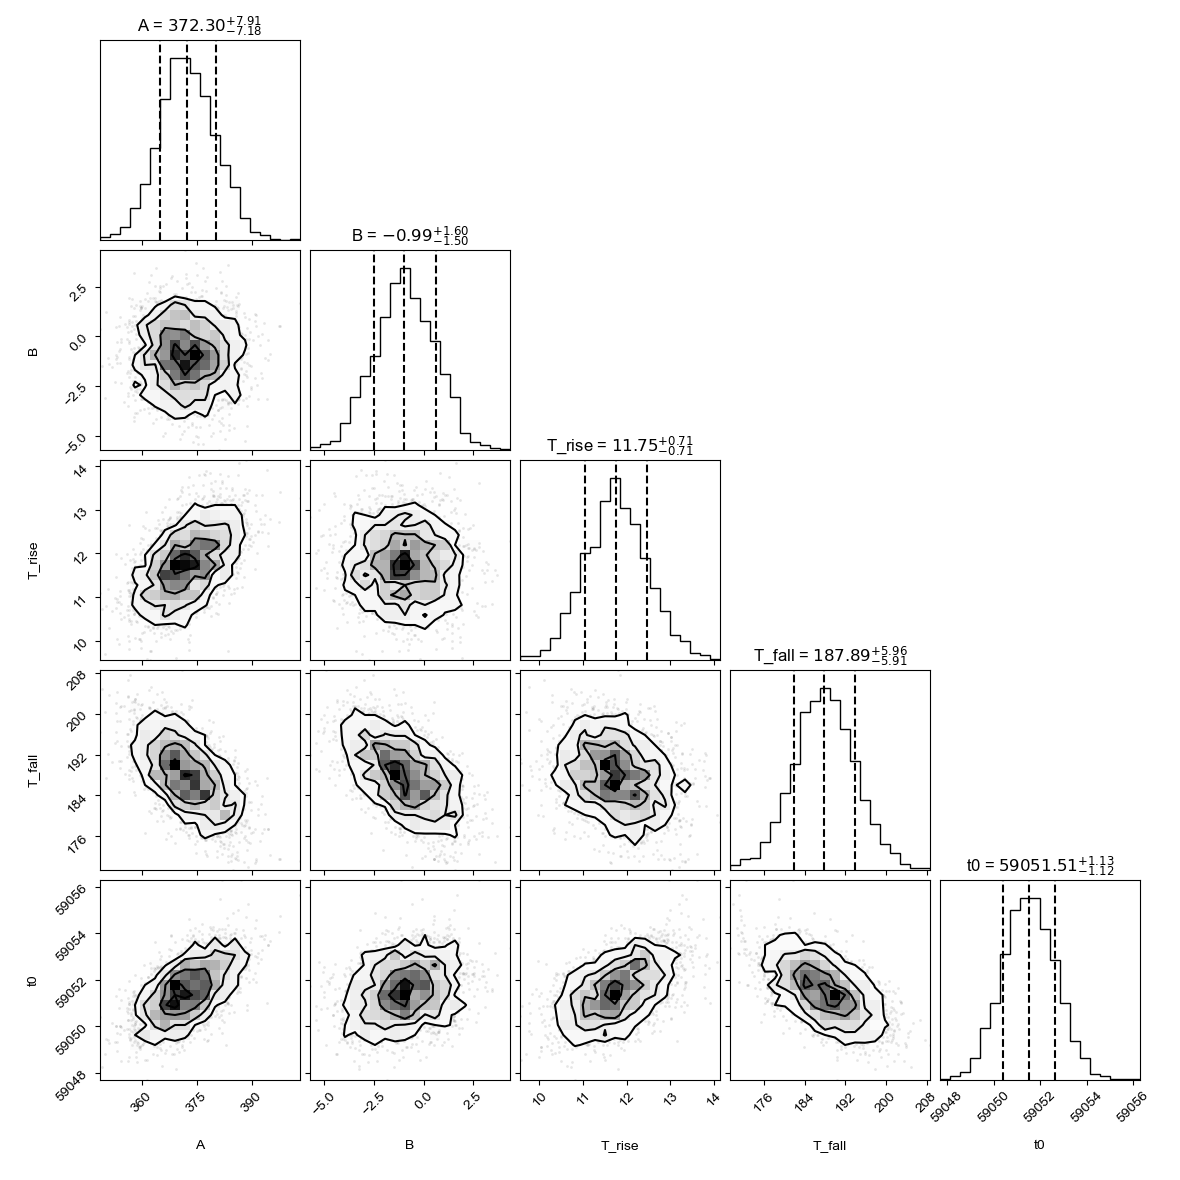 A = 372.30+7.91 −7.18
B = −0.99+1.60 −1.50
2.5
0.0
−2.5
−5.0
B
T_rise = 11.75+0.71 −0.71
14
13
12
11
10
T_rise
T_fall = 187.89+5.96 −5.91
208
200
192
184
176
T_fall
t0 = 59051.51+1.13 −1.12
59056
59054
59052
59050
59048
t0
360 375 390 −5.0 −2.5 0.0 2.5 10 11 12 13 14 176 184 192 200 208 59048 59050 59052 59054 59056
A B T_rise T_fall t0